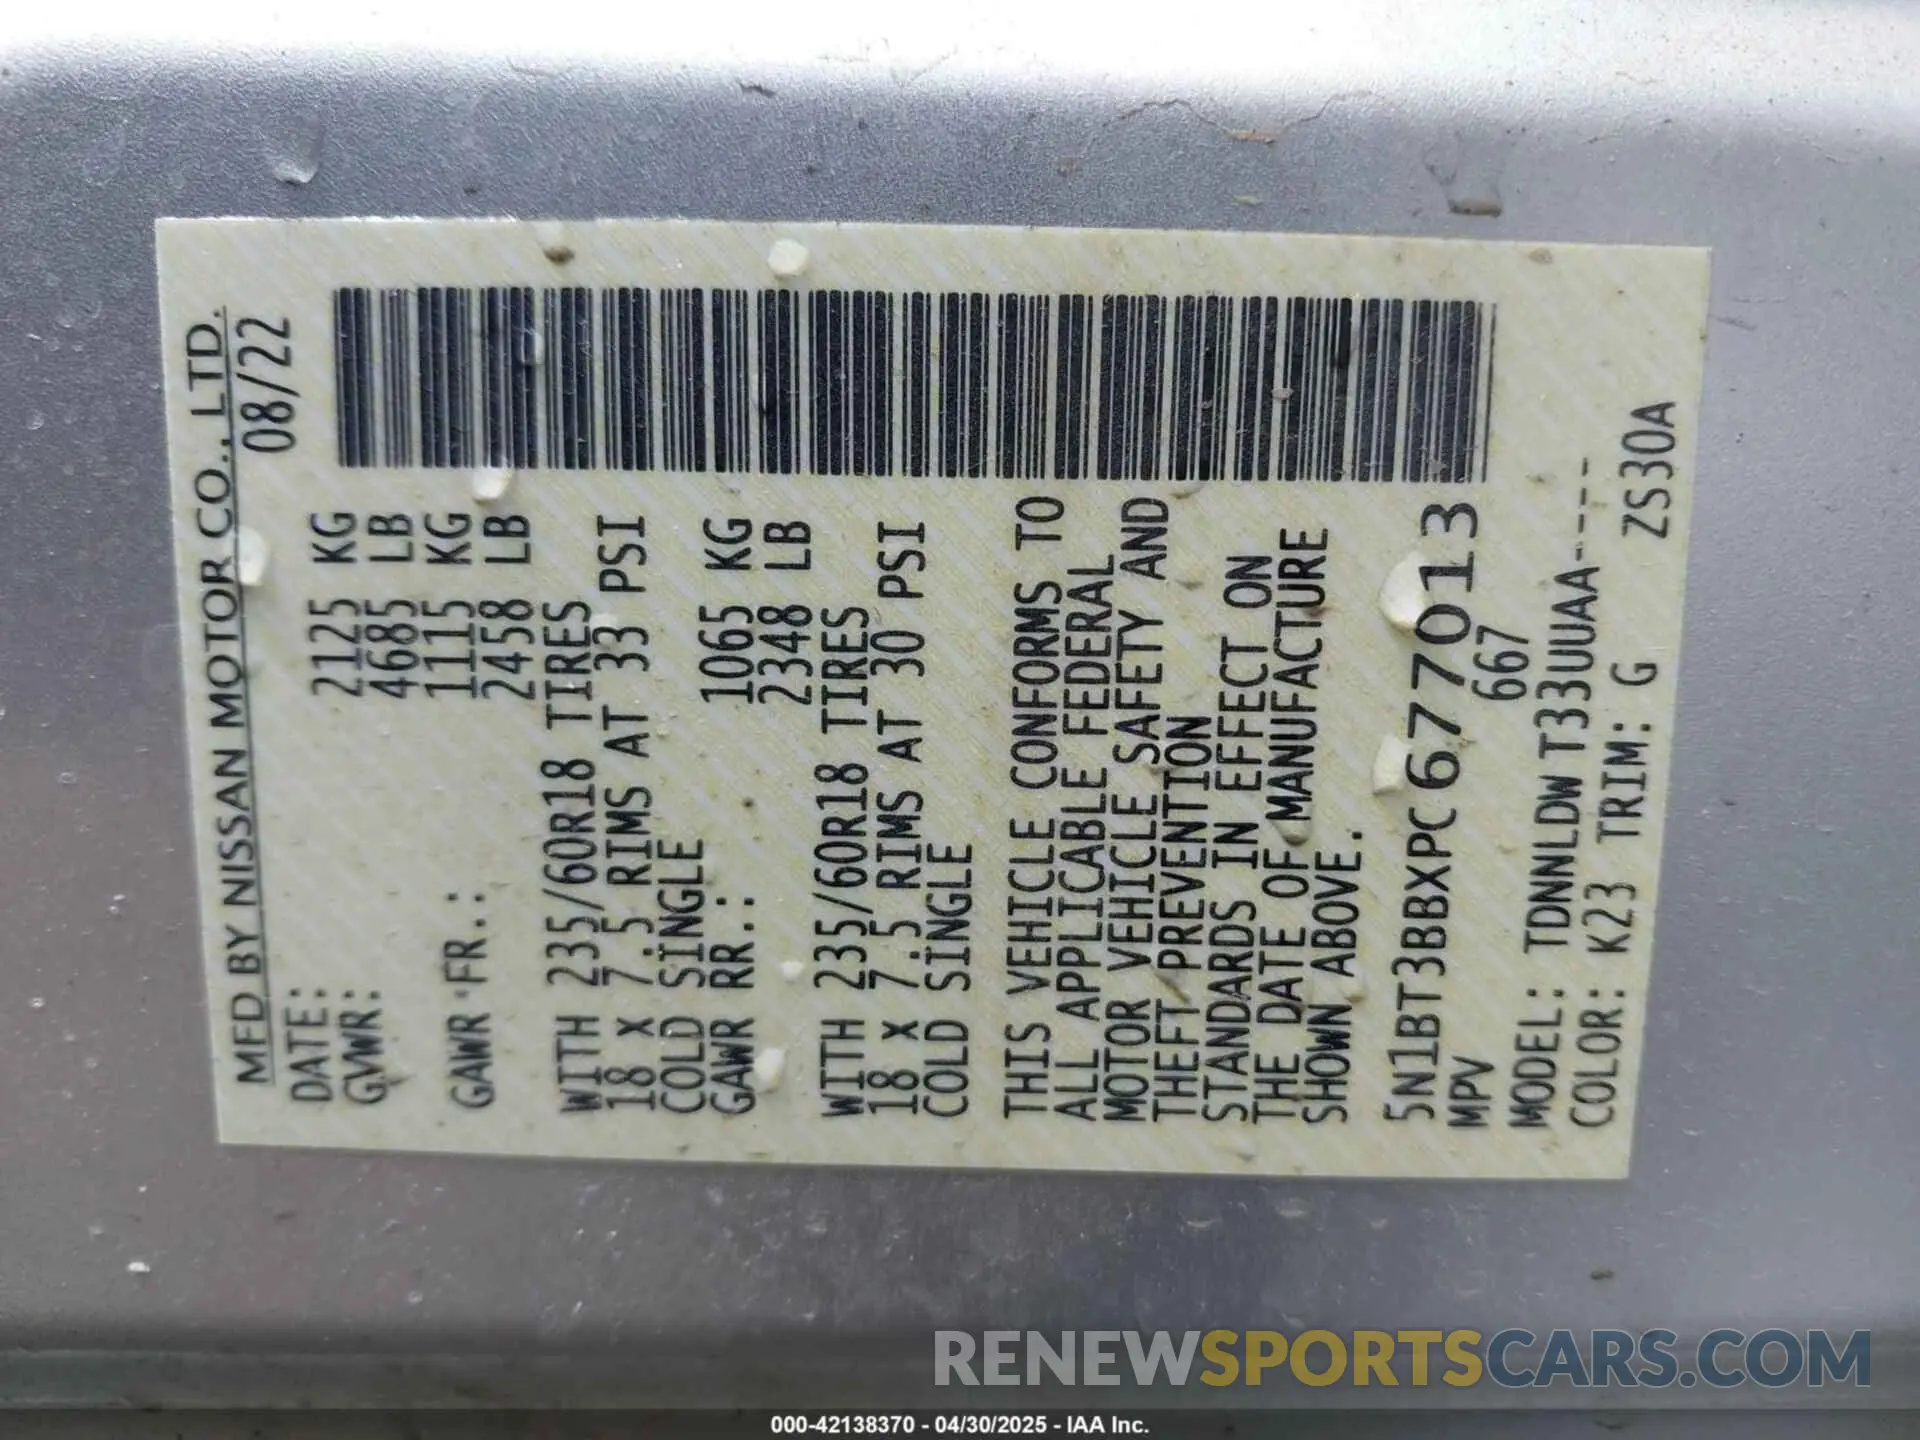 MFD BY NISSAN MOTOR CO., LTD.
DATE: 08/22
GVWR: 2125 KG
4685 LB
GAWR FR.: 1115 KG
2458 LB
WITH 235/60R18 TIRES
18 x 7.5 RIMS AT 33 PSI
COLD SINGLE
GAWR RR.: 1065 KG
2348 LB
WITH 235/60R18 TIRES
18 x 7.5 RIMS AT 30 PSI
COLD SINGLE
THIS VEHICLE CONFORMS TO
ALL APPLICABLE FEDERAL
MOTOR VEHICLE SAFETY AND
THEFT PREVENTION
STANDARDS IN EFFECT ON
THE DATE OF MANUFACTURE
SHOWN ABOVE.
5N1BT3BBXPC677013
MPV 667
MODEL: TDNNLDW T33UUAA----
COLOR: K23 TRIM: G ZS30A
RENEWSPORTSCARS.COM
000-42138370 - 04/30/2025 - IAA Inc.